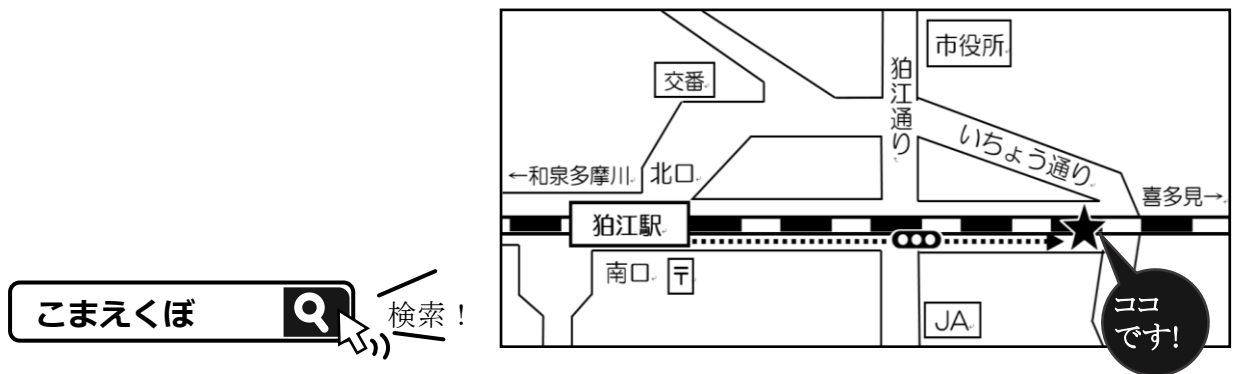 こまえくぼ
検索！
市役所
交番
狛江通り
いちょう通り
←和泉多摩川
北口
喜多見→
狛江駅
南口
〒
JA
ココ
です!